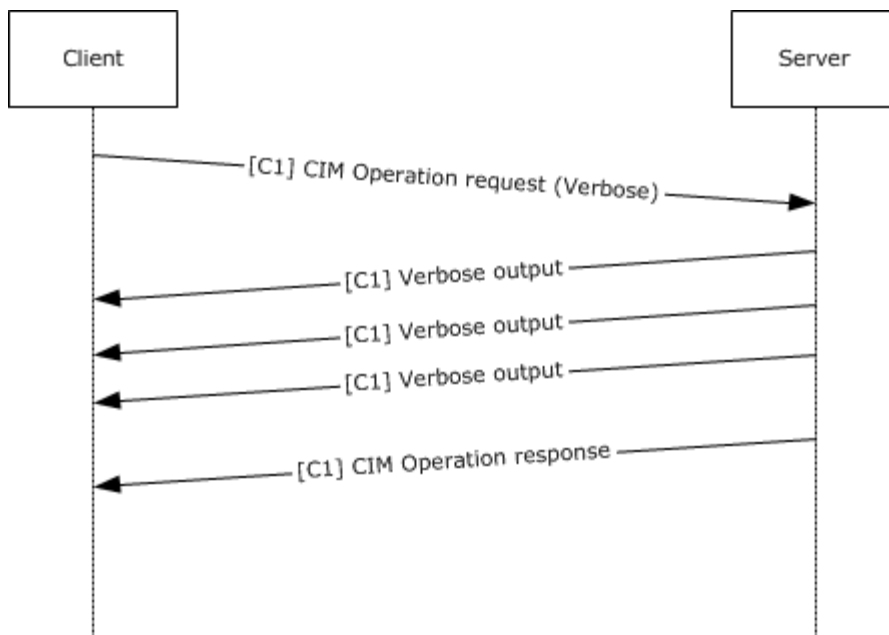 Client
Server
[C1] CIM Operation request (Verbose)
[C1] Verbose output
[C1] Verbose output
[C1] Verbose output
[C1] CIM Operation response